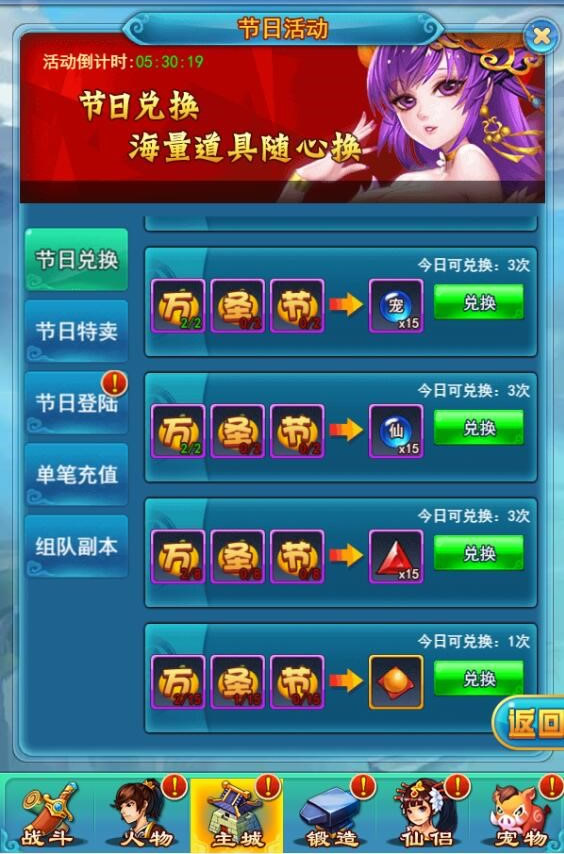 节日活动
活动倒计时:05:30:19
节日兑换
海量道具随心换
节日兑换
节日特卖
节日登陆
单笔充值
组队副本
今日可兑换：3次
万 2/2 圣 0/2 节 0/2 宠 x15 兑换
今日可兑换：3次
万 2/2 圣 0/2 节 0/2 仙 x15 兑换
今日可兑换：3次
万 2/8 圣 0/8 节 0/8 x15 兑换
今日可兑换：1次
万 2/15 圣 1/15 节 0/15 兑换
返回
战斗 人物 主城 锻造 仙侣 宠物